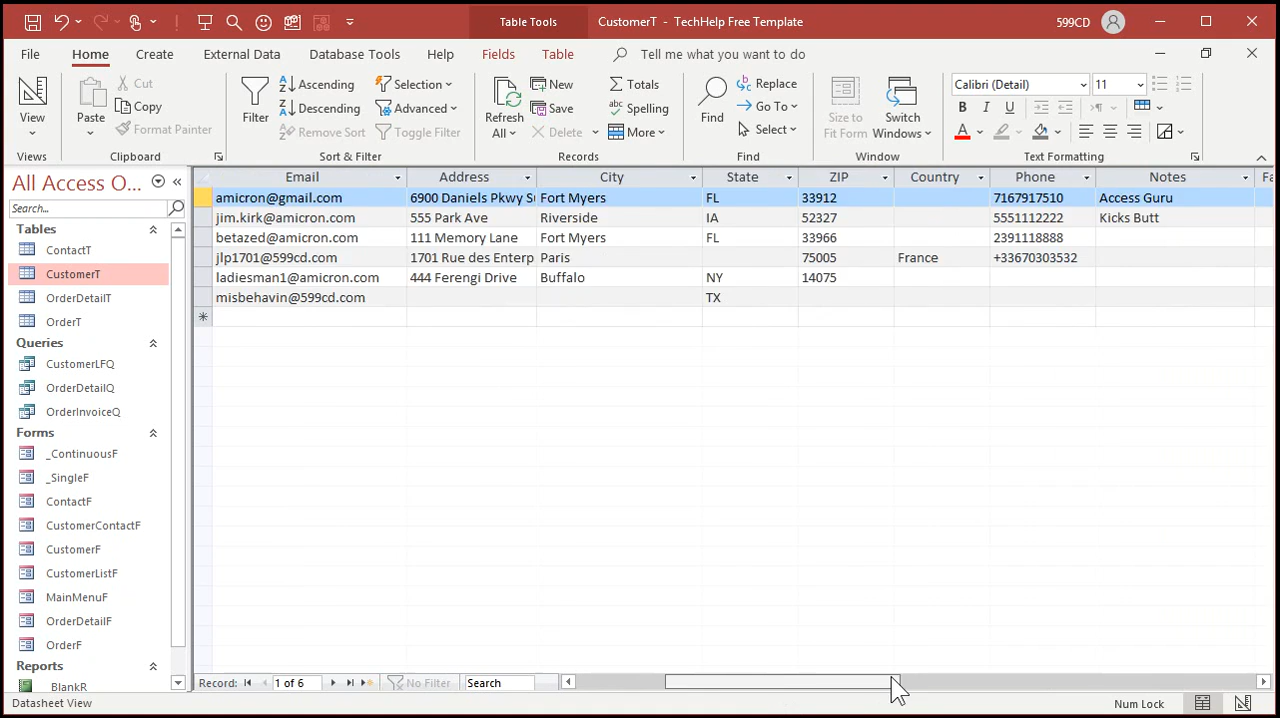 Table Tools
CustomerT - TechHelp Free Template
599CD
File
Home
Create
External Data
Database Tools
Help
Fields
Table
Tell me what you want to do
View
Views
Paste
Cut
Copy
Format Painter
Clipboard
Filter
Ascending
Descending
Remove Sort
Selection
Advanced
Toggle Filter
Sort & Filter
Refresh All
New
Save
Delete
Totals
Spelling
More
Records
Find
Replace
Go To
Select
Find
Size to Fit Form
Switch Windows
Window
Calibri (Detail)
11
B I U
Text Formatting
All Access O...
Search...
Tables
ContactT
CustomerT
OrderDetailT
OrderT
Queries
CustomerLFQ
OrderDetailQ
OrderInvoiceQ
Forms
_ContinuousF
_SingleF
ContactF
CustomerContactF
CustomerF
CustomerListF
MainMenuF
OrderDetailF
OrderF
Reports
BlankR
Email Address City State ZIP Country Phone Notes Fa
amicron@gmail.com 6900 Daniels Pkwy Su Fort Myers FL 33912 7167917510 Access Guru
jim.kirk@amicron.com 555 Park Ave Riverside IA 52327 5551112222 Kicks Butt
betazed@amicron.com 111 Memory Lane Fort Myers FL 33966 2391118888
jlp1701@599cd.com 1701 Rue des Enterp Paris 75005 France +33670303532
ladiesman1@amicron.com 444 Ferengi Drive Buffalo NY 14075
misbehavin@599cd.com TX
Record: 1 of 6 No Filter Search
Datasheet View
Num Lock